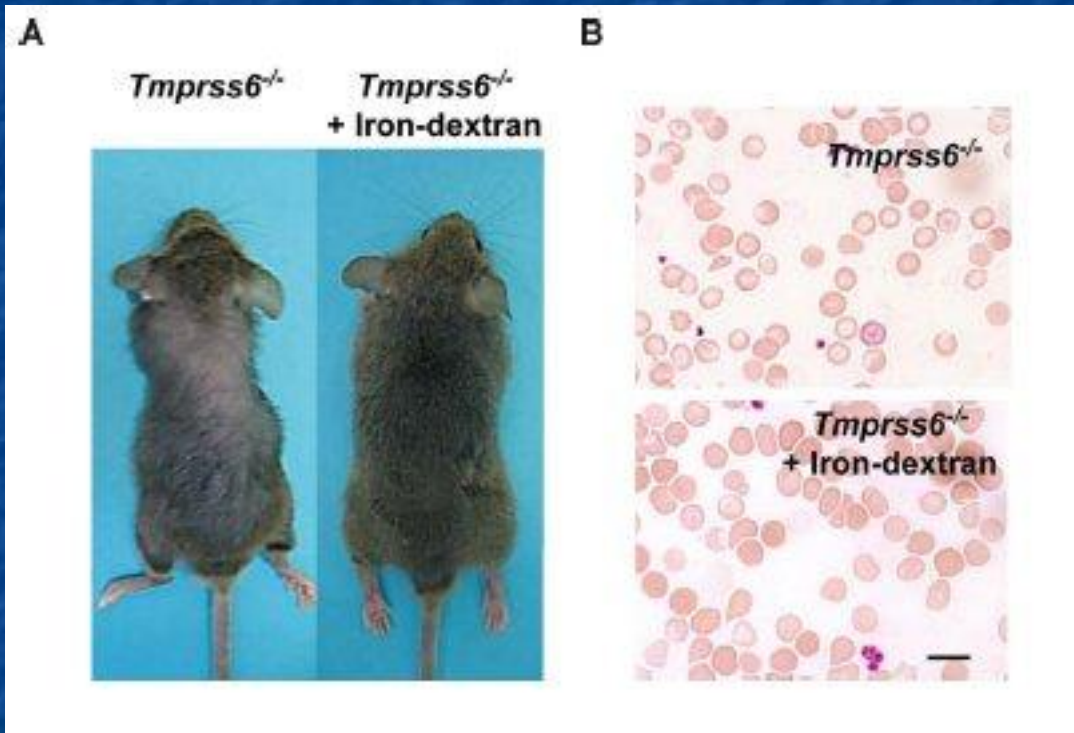 A
B
Tmprss6-/-
Tmprss6-/-
+ Iron-dextran
Tmprss6-/-
Tmprss6-/-
+ Iron-dextran